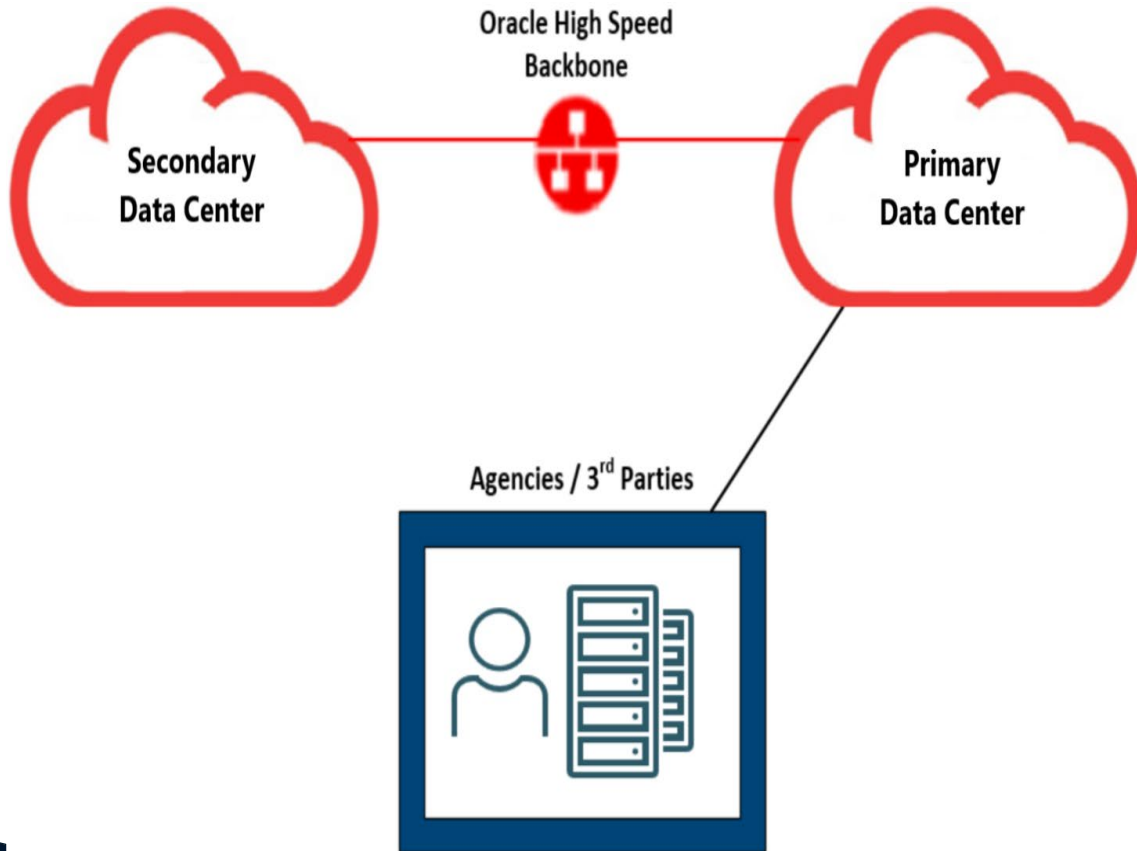 Oracle High Speed
Backbone
Secondary
Data Center
Primary
Data Center
Agencies / 3rd Parties